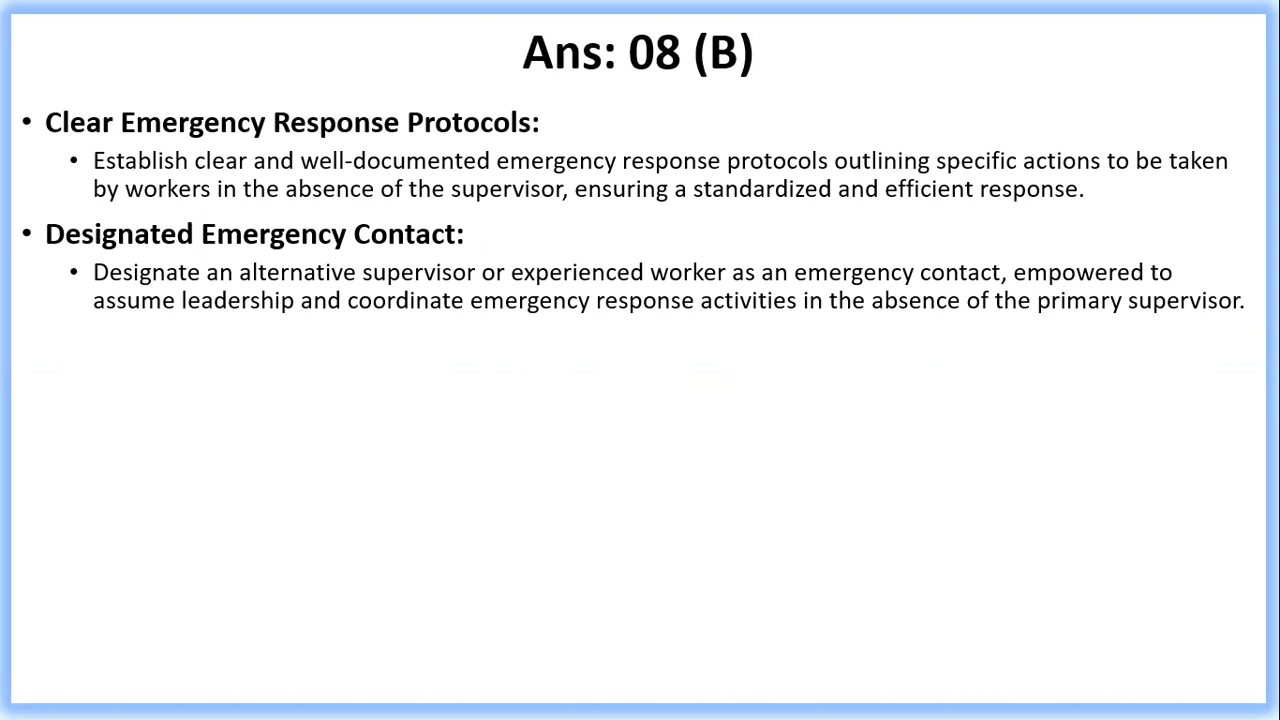 Ans: 08 (B)
• Clear Emergency Response Protocols:
• Establish clear and well-documented emergency response protocols outlining specific actions to be taken
by workers in the absence of the supervisor, ensuring a standardized and efficient response.
• Designated Emergency Contact:
• Designate an alternative supervisor or experienced worker as an emergency contact, empowered to
assume leadership and coordinate emergency response activities in the absence of the primary supervisor.